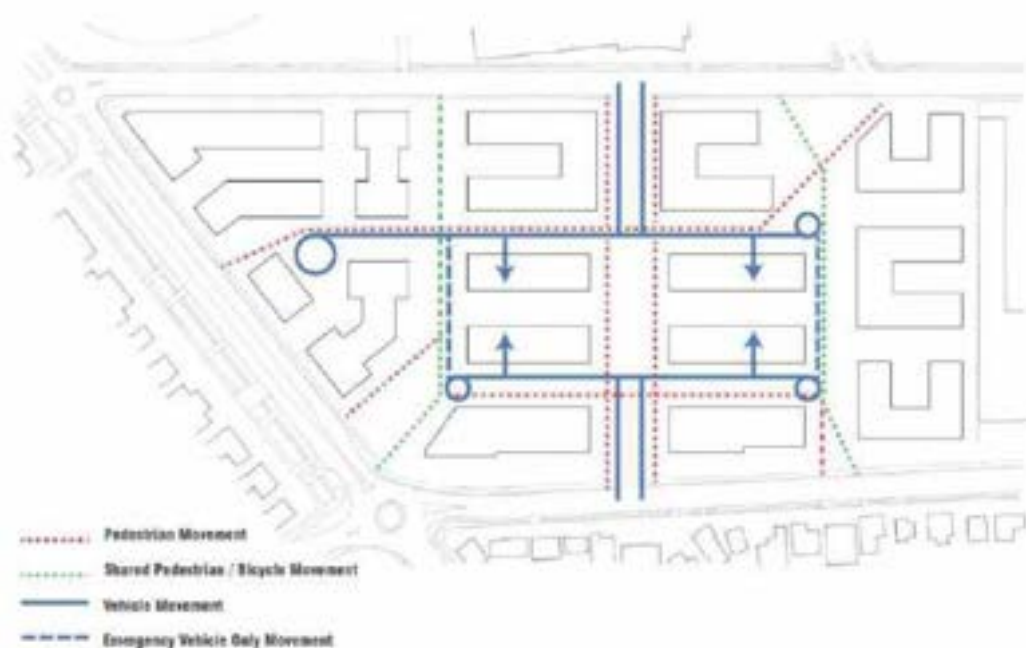 Pedestrian Movement
Shared Pedestrian / Bicycle Movement
Vehicle Movement
Emergency Vehicle Only Movement